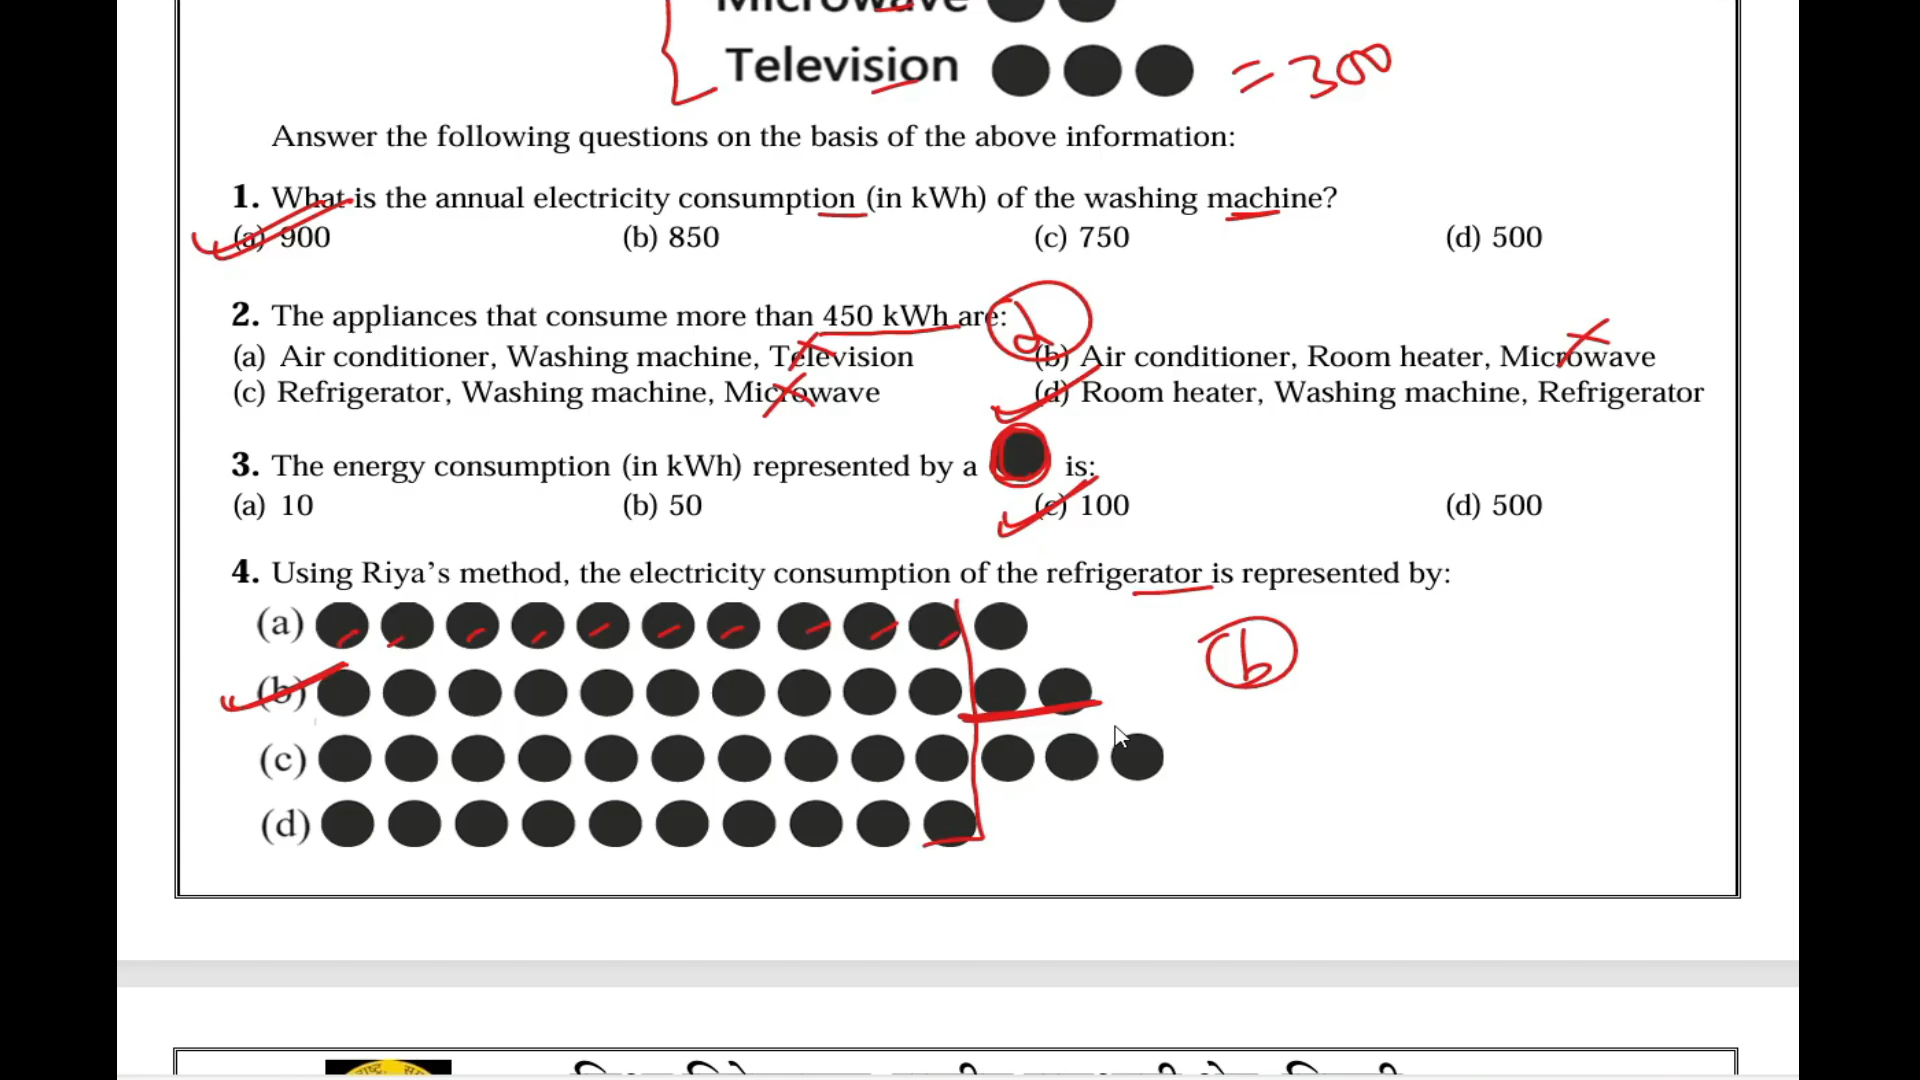 Microwave
Television = 300
Answer the following questions on the basis of the above information:
1. What is the annual electricity consumption (in kWh) of the washing machine?
(a) 900 (b) 850 (c) 750 (d) 500
2. The appliances that consume more than 450 kWh are: d
(a) Air conditioner, Washing machine, Television (b) Air conditioner, Room heater, Microwave
(c) Refrigerator, Washing machine, Microwave (d) Room heater, Washing machine, Refrigerator
3. The energy consumption (in kWh) represented by a is:
(a) 10 (b) 50 (c) 100 (d) 500
4. Using Riya’s method, the electricity consumption of the refrigerator is represented by:
(a)
(b) b
(c)
(d)